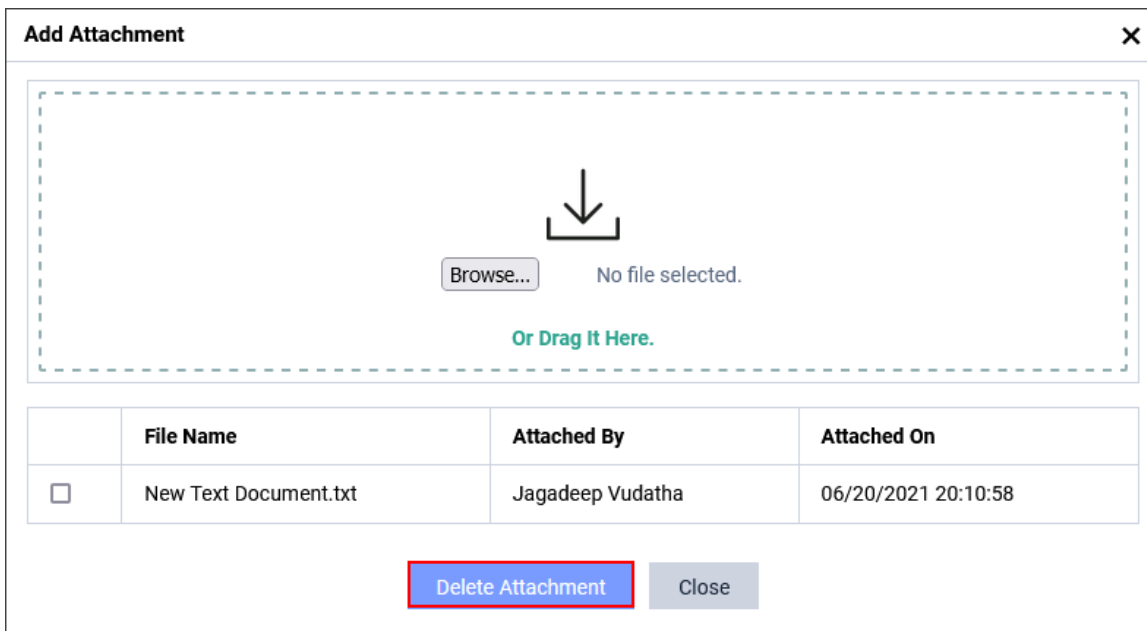 Add Attachment
Browse... No file selected.
Or Drag It Here.
File Name Attached By Attached On
New Text Document.txt Jagadeep Vudatha 06/20/2021 20:10:58
Delete Attachment Close